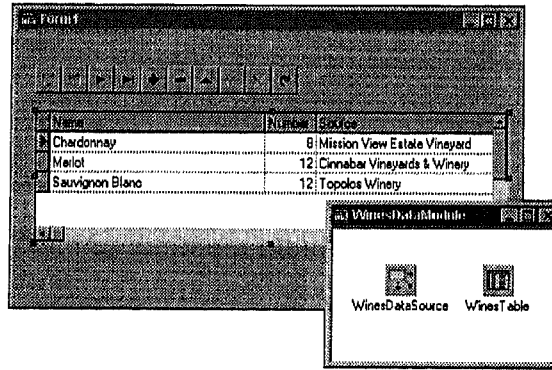 Form1
Name Number Source
Chardonnay 8 Mission View Estate Vineyard
Merlot 12 Cinnabar Vineyards & Winery
Sauvignon Blanc 12 Topolos Winery
WinesDataModule
WinesDataSource WinesTable